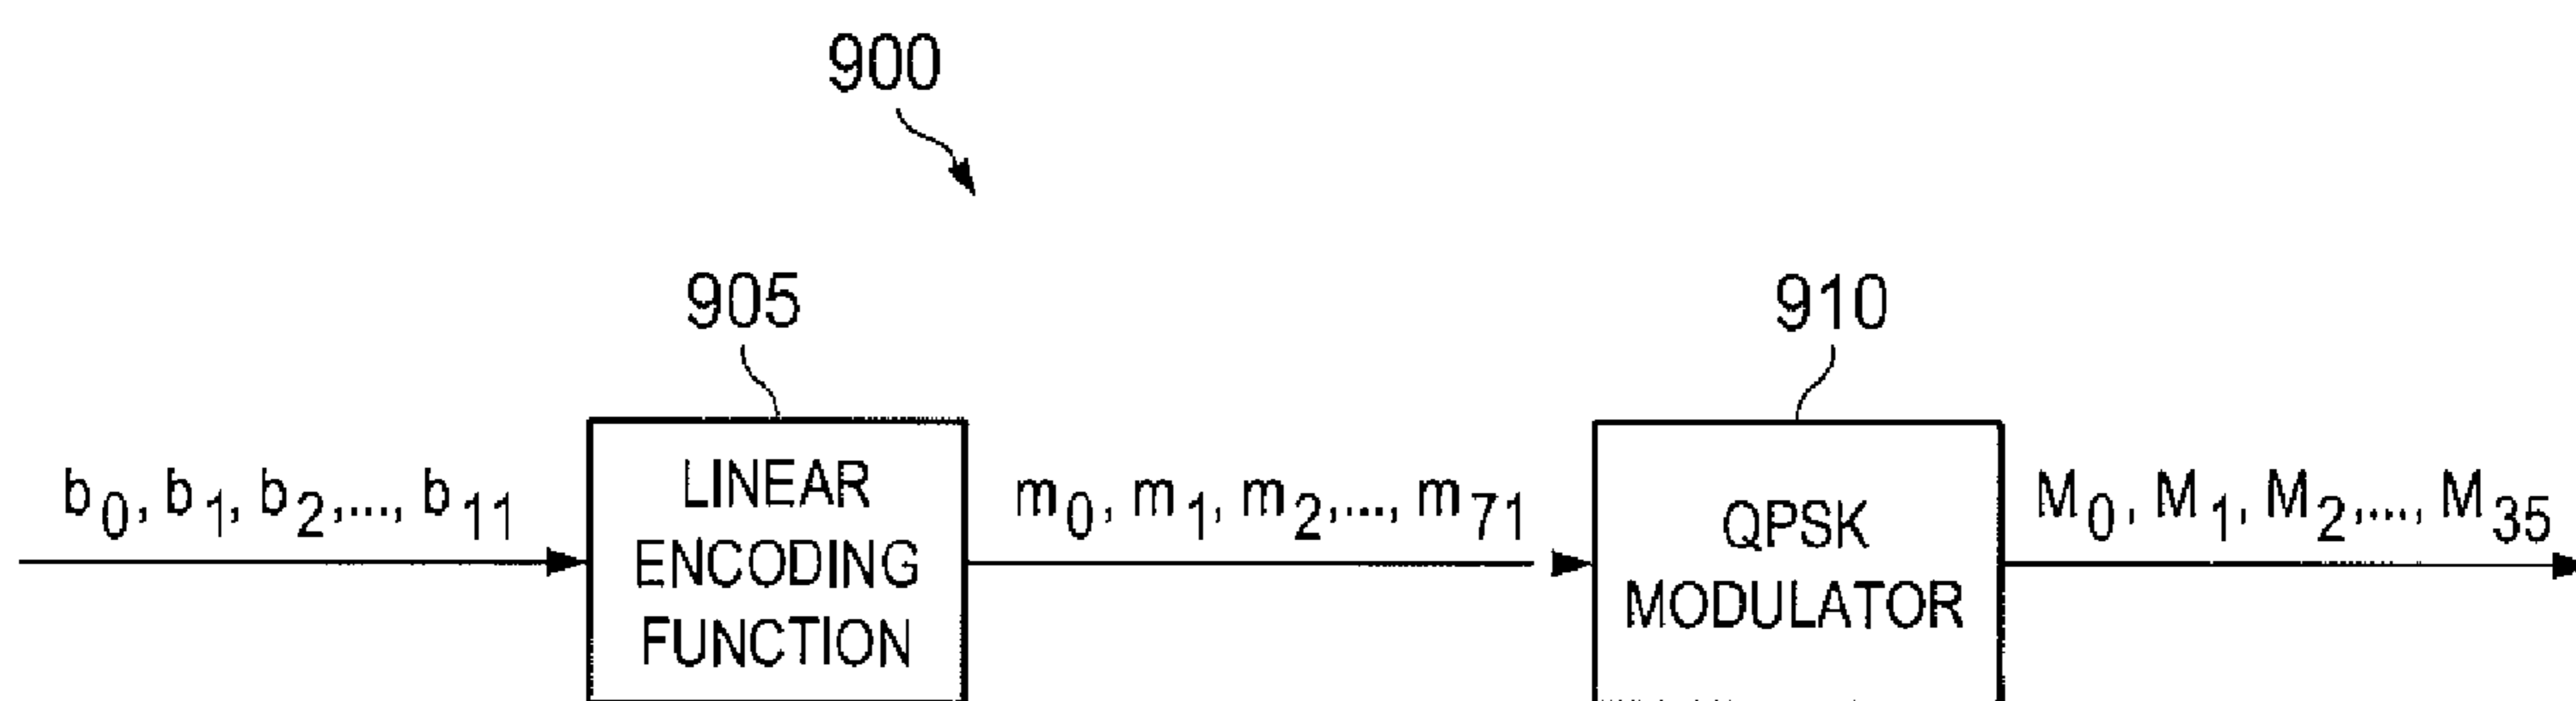 900
905
910
b0, b1, b2,..., b11
LINEAR
ENCODING
FUNCTION
m0, m1, m2,..., m71
QPSK
MODULATOR
M0, M1, M2,..., M35